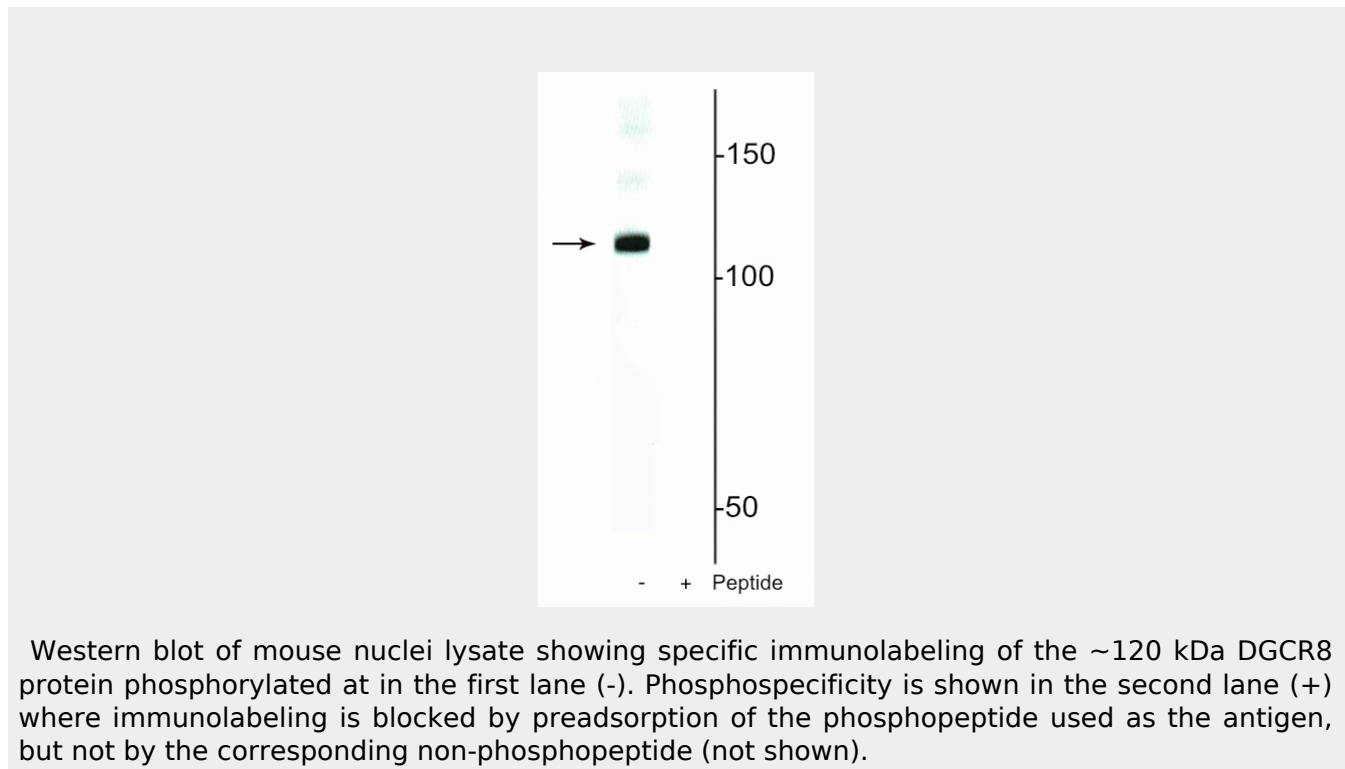 -150
-100
-50
- + Peptide
Western blot of mouse nuclei lysate showing specific immunolabeling of the ~120 kDa DGCR8
protein phosphorylated at in the first lane (-). Phosphospecificity is shown in the second lane (+)
where immunolabeling is blocked by preadsorption of the phosphopeptide used as the antigen,
but not by the corresponding non-phosphopeptide (not shown).